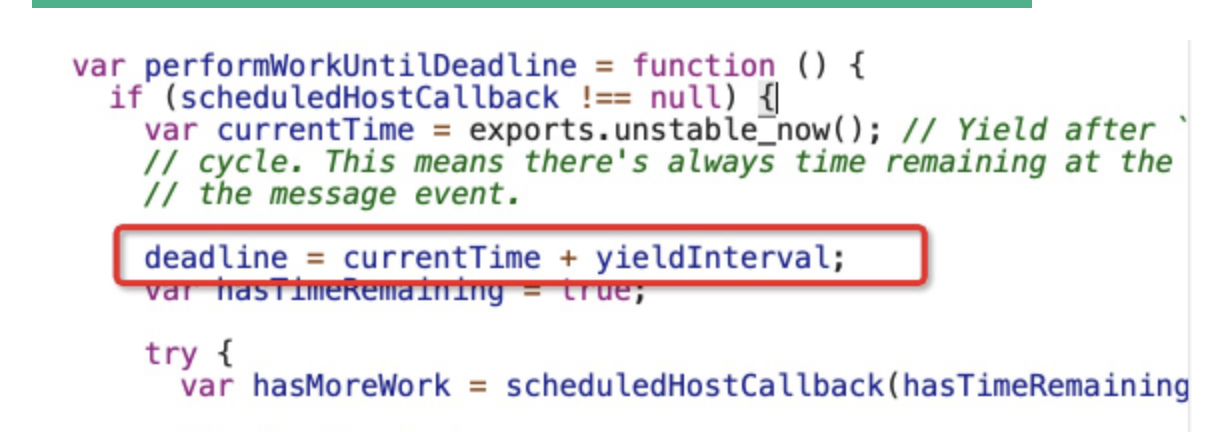 var performWorkUntilDeadline = function () {
if (scheduledHostCallback !== null) {
var currentTime = exports.unstable_now(); // Yield after `
// cycle. This means there's always time remaining at the
// the message event.
deadline = currentTime + yieldInterval;
var hasTimeRemaining = true;
try {
var hasMoreWork = scheduledHostCallback(hasTimeRemaining